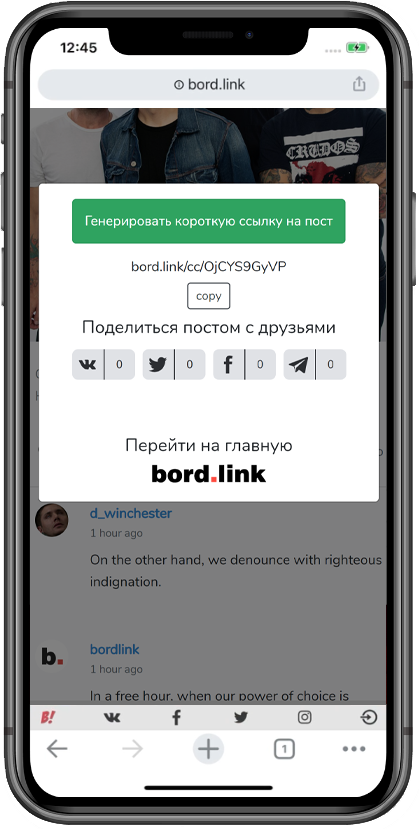 12:45
bord.link
CRUDOS
Генерировать короткую ссылку на пост
bord.link/cc/OjCYS9GyVP
copy
Поделиться постом с друзьями
0 0 0 0
Перейти на главную
bord.link
d_winchester
1 hour ago
On the other hand, we denounce with righteous
indignation.
b.
bordlink
1 hour ago
In a free hour, when our power of choice is
B!
1